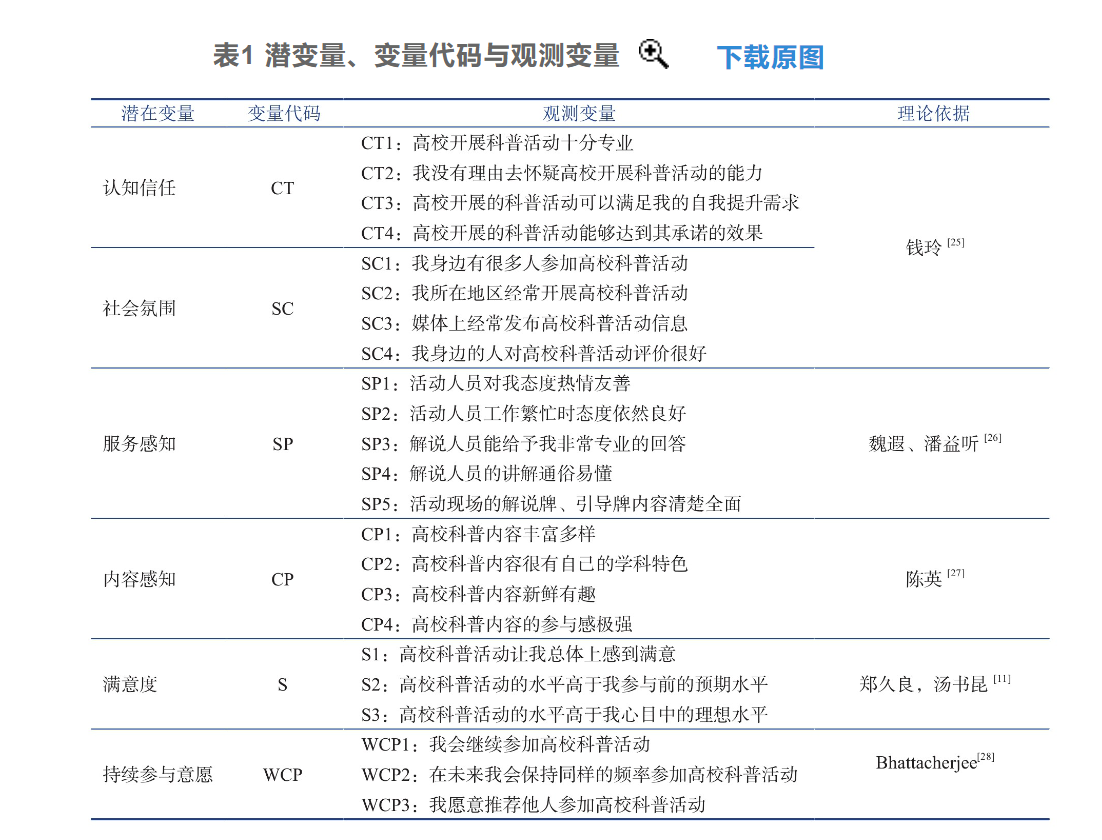 表1 潜变量、变量代码与观测变量 下载原图
潜在变量 变量代码 观测变量 理论依据
CT1：高校开展科普活动十分专业
CT2：我没有理由去怀疑高校开展科普活动的能力
认知信任 CT
CT3：高校开展的科普活动可以满足我的自我提升需求
CT4：高校开展的科普活动能够达到其承诺的效果
钱玲 [25]
SC1：我身边有很多人参加高校科普活动
SC2：我所在地区经常开展高校科普活动
社会氛围 SC
SC3：媒体上经常发布高校科普活动信息
SC4：我身边的人对高校科普活动评价很好
SP1：活动人员对我态度热情友善
SP2：活动人员工作繁忙时态度依然良好
服务感知 SP SP3：解说人员能给予我非常专业的回答 魏遐、潘益听 [26]
SP4：解说人员的讲解通俗易懂
SP5：活动现场的解说牌、引导牌内容清楚全面
CP1：高校科普内容丰富多样
CP2：高校科普内容很有自己的学科特色
内容感知 CP 陈英 [27]
CP3：高校科普内容新鲜有趣
CP4：高校科普内容的参与感极强
S1：高校科普活动让我总体上感到满意
满意度 S S2：高校科普活动的水平高于我参与前的预期水平 郑久良，汤书昆 [11]
S3：高校科普活动的水平高于我心目中的理想水平
WCP1：我会继续参加高校科普活动
Bhattacherjee[28]
持续参与意愿 WCP WCP2：在未来我会保持同样的频率参加高校科普活动
WCP3：我愿意推荐他人参加高校科普活动